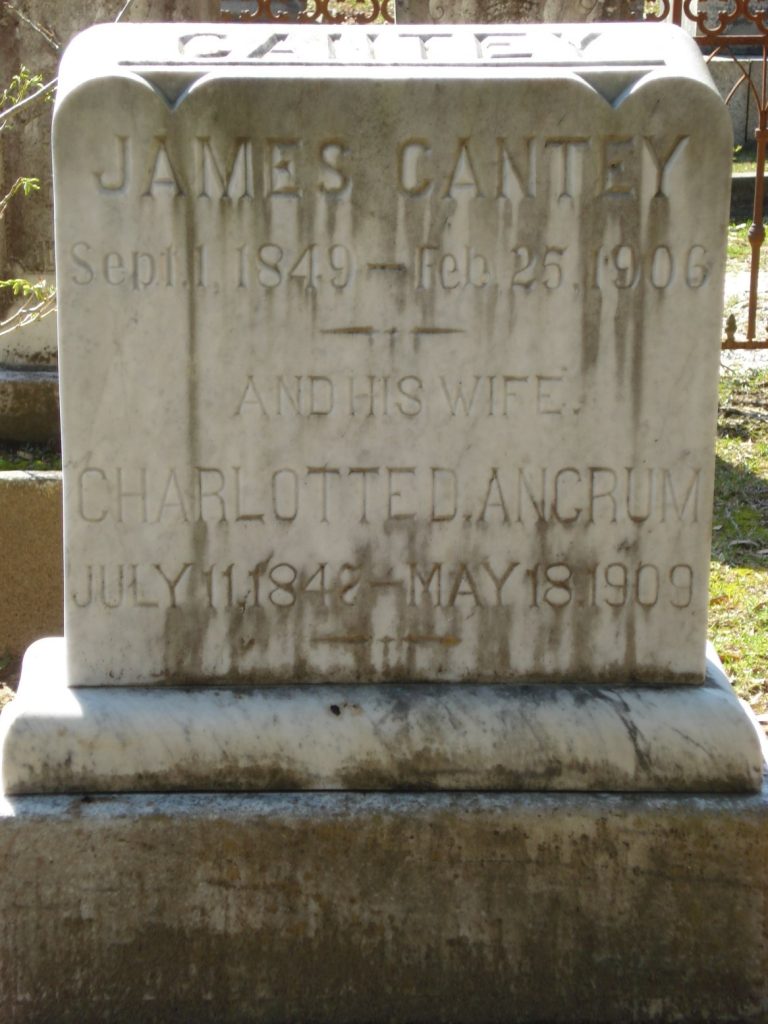 CANTEY
JAMES CANTEY
Sept. 1, 1849 – Feb. 25, 1906
AND HIS WIFE.
CHARLOTTE D. ANCRUM
JULY 11, – MAY 18, 1909